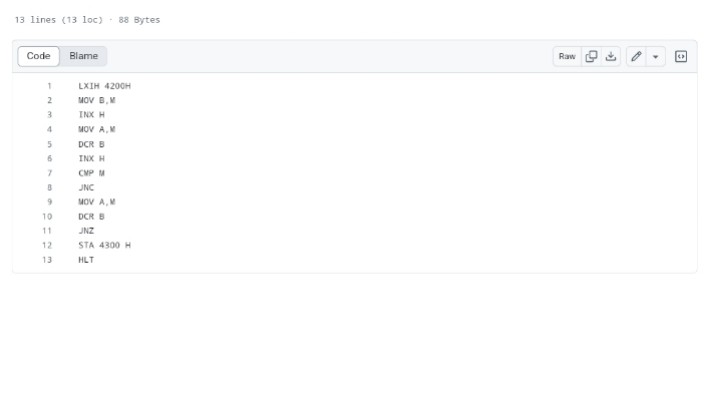 13 lines (13 loc) · 88 Bytes
Code Blame Raw
1 LXIH 4200H
2 MOV B,M
3 INX H
4 MOV A,M
5 DCR B
6 INX H
7 CMP M
8 JNC
9 MOV A,M
10 DCR B
11 JNZ
12 STA 4300 H
13 HLT